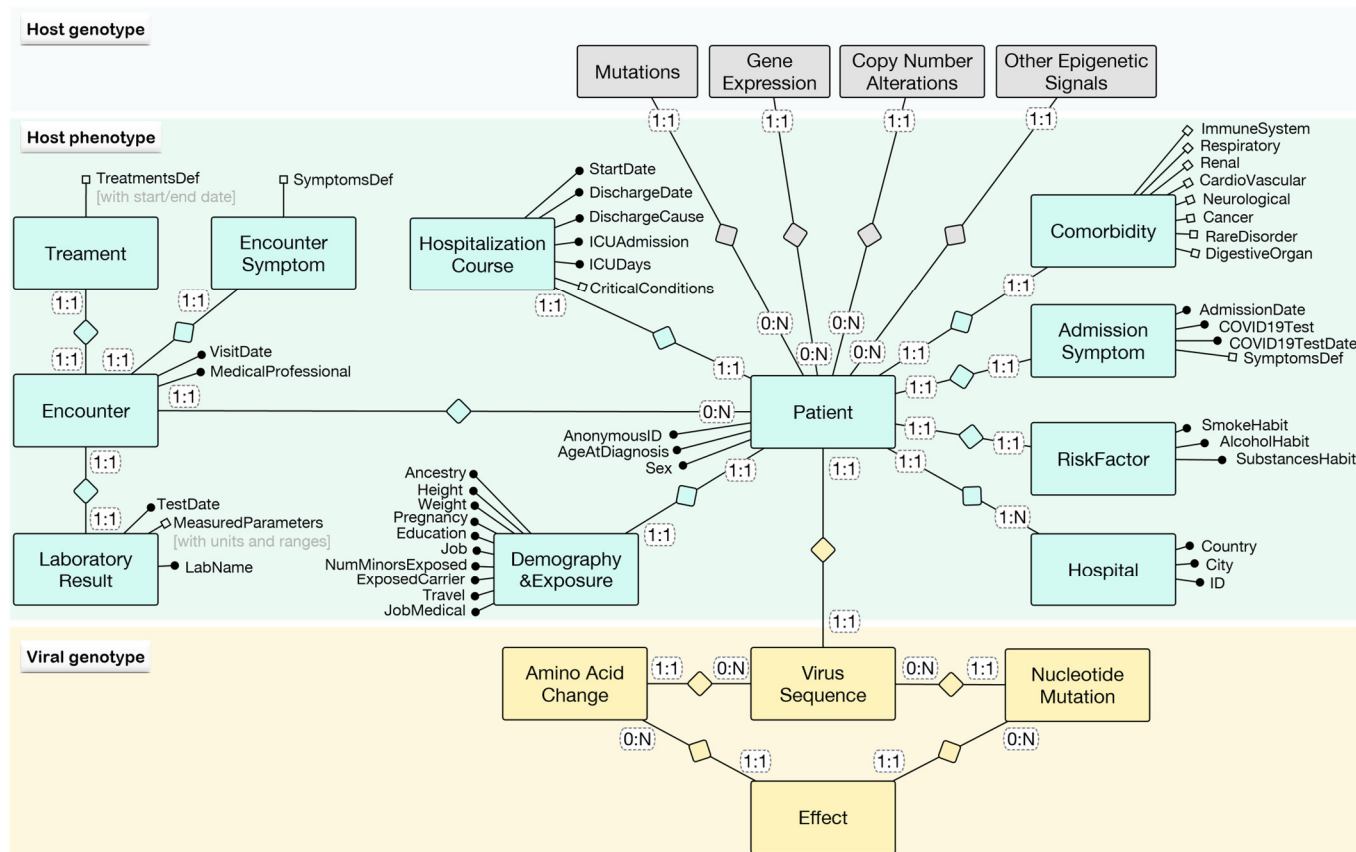 Host genotype
Mutations
Gene
Expression
Copy Number
Alterations
Other Epigenetic
Signals
1:1
1:1
1:1
1:1
Host phenotype
TreatmentsDef
[with start/end date]
SymptomsDef
Treament
Encounter
Symptom
1:1
1:1
1:1
1:1
VisitDate
MedicalProfessional
Encounter
1:1
1:1
1:1
TestDate
MeasuredParameters
[with units and ranges]
LabName
Laboratory
Result
StartDate
DischargeDate
DischargeCause
ICUAdmission
ICUDays
CriticalConditions
Hospitalization
Course
1:1
1:1
0:N
0:N
0:N
0:N
0:N
Patient
AnonymousID
AgeAtDiagnosis
Sex
1:1
1:1
Ancestry
Height
Weight
Pregnancy
Education
Job
NumMinorsExposed
ExposedCarrier
Travel
JobMedical
Demography
&Exposure
1:1
ImmuneSystem
Respiratory
Renal
CardioVascular
Neurological
Cancer
RareDisorder
DigestiveOrgan
Comorbidity
1:1
1:1
AdmissionDate
COVID19Test
COVID19TestDate
SymptomsDef
Admission
Symptom
1:1
1:1
SmokeHabit
AlcoholHabit
SubstancesHabit
RiskFactor
1:1
1:1
1:1
1:N
Country
City
ID
Hospital
1:1
Viral genotype
Amino Acid
Change
1:1
0:N
Virus
Sequence
0:N
1:1
Nucleotide
Mutation
0:N
1:1
1:1
0:N
Effect